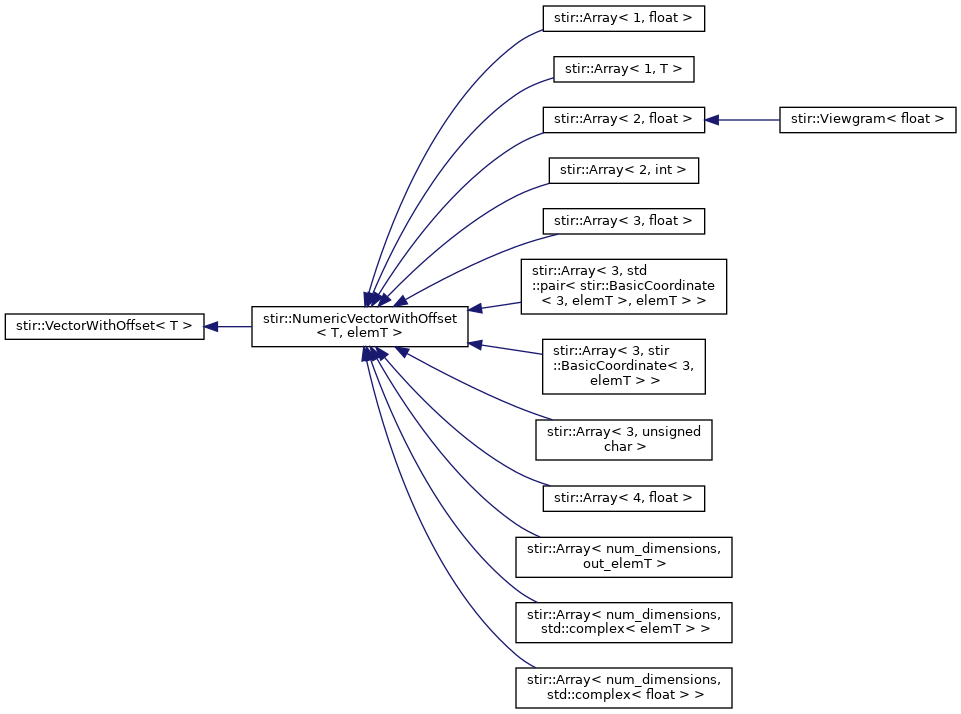 stir::Array< 1, float >
stir::Array< 1, T >
stir::Array< 2, float >
stir::Viewgram< float >
stir::Array< 2, int >
stir::Array< 3, float >
stir::Array< 3, std
::pair< stir::BasicCoordinate
< 3, elemT >, elemT > >
stir::VectorWithOffset< T >
stir::NumericVectorWithOffset
< T, elemT >
stir::Array< 3, stir
::BasicCoordinate< 3,
elemT > >
stir::Array< 3, unsigned
char >
stir::Array< 4, float >
stir::Array< num_dimensions,
out_elemT >
stir::Array< num_dimensions,
std::complex< elemT > >
stir::Array< num_dimensions,
std::complex< float > >